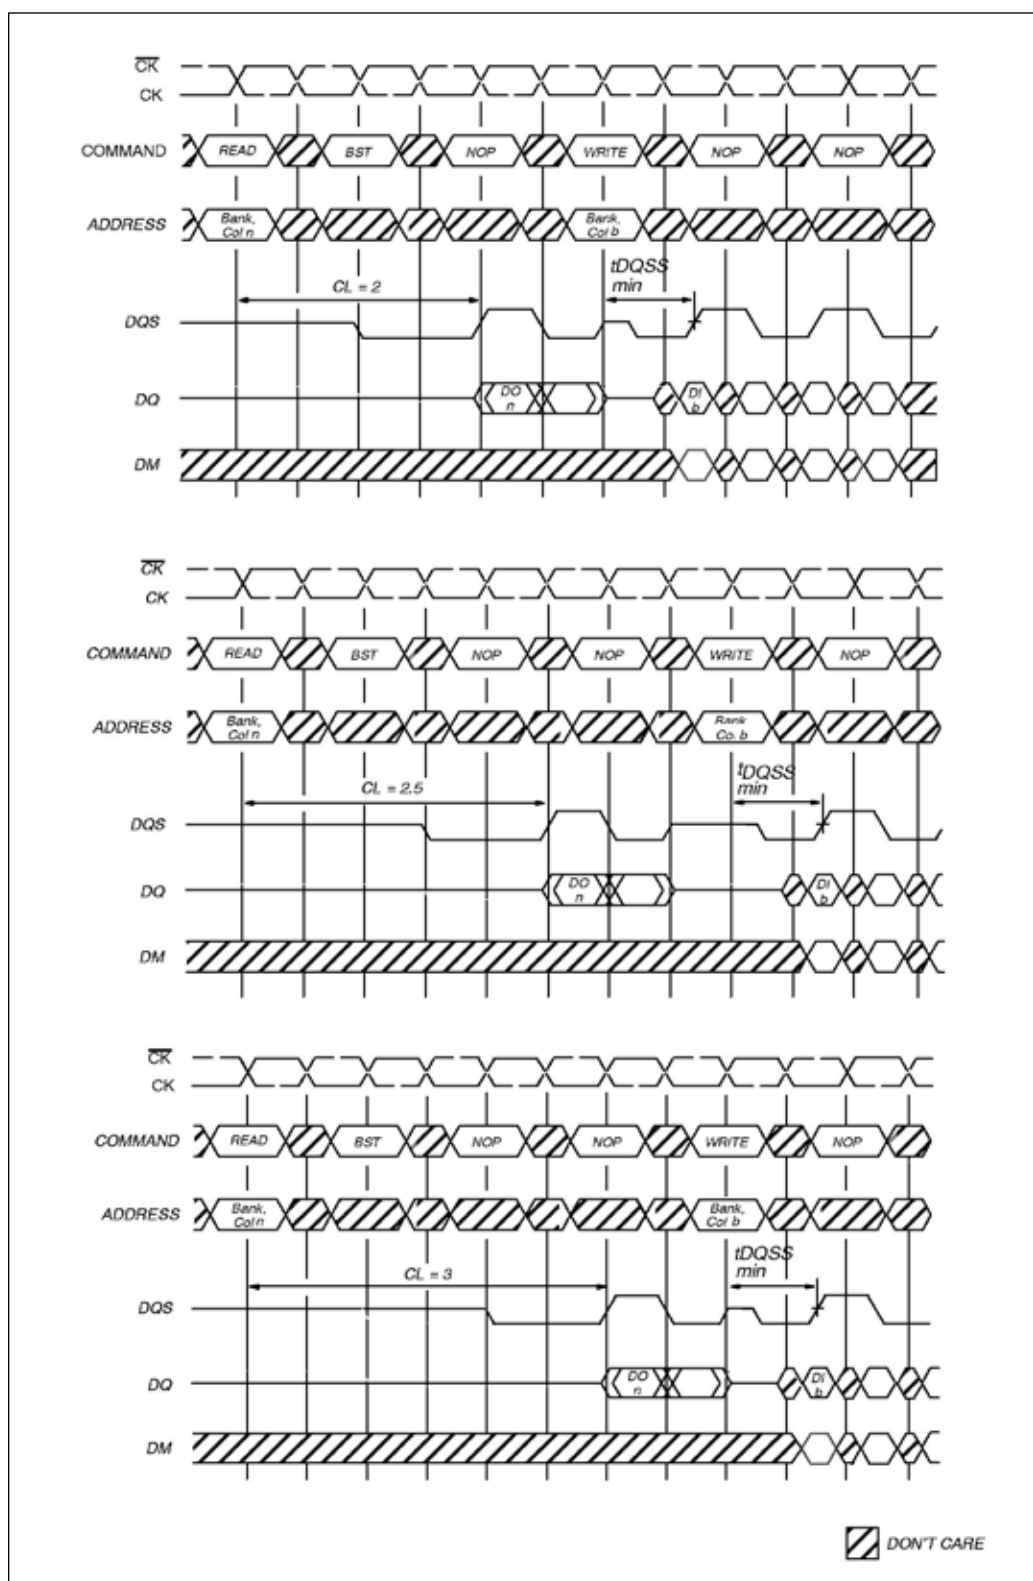 CK
CK
COMMAND READ BST NOP WRITE NOP NOP
ADDRESS Bank, Col n Bank, Col b
tDQSS min
CL = 2
DQS
DQ DO n DI b
DM
CK
CK
COMMAND READ BST NOP NOP WRITE NOP
ADDRESS Bank, Col n Bank Co. b
tDQSS min
CL = 2.5
DQS
DQ DO n DI b
DM
CK
CK
COMMAND READ BST NOP NOP WRITE NOP
ADDRESS Bank, Col n Bank, Col b
tDQSS min
CL = 3
DQS
DQ DO n DI b
DM
DON'T CARE